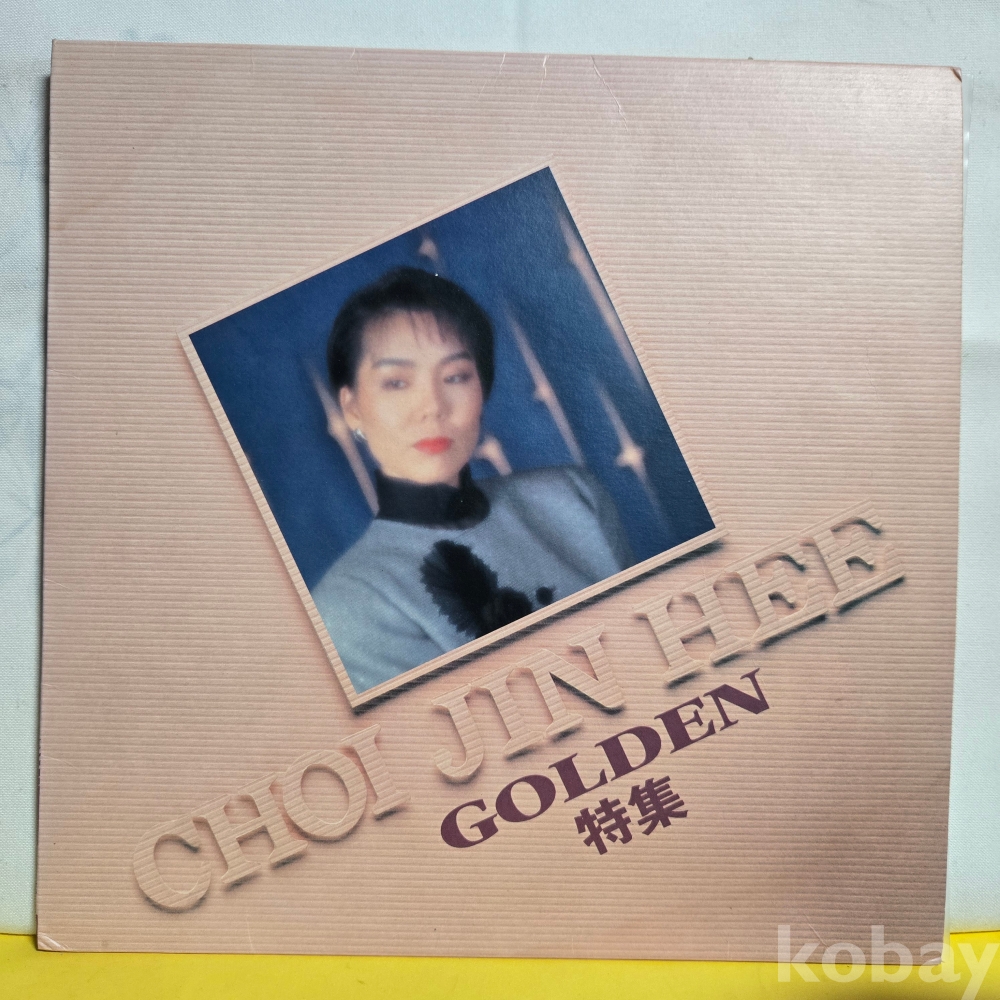 CHOI JIN HEE
GOLDEN
特集
kobay